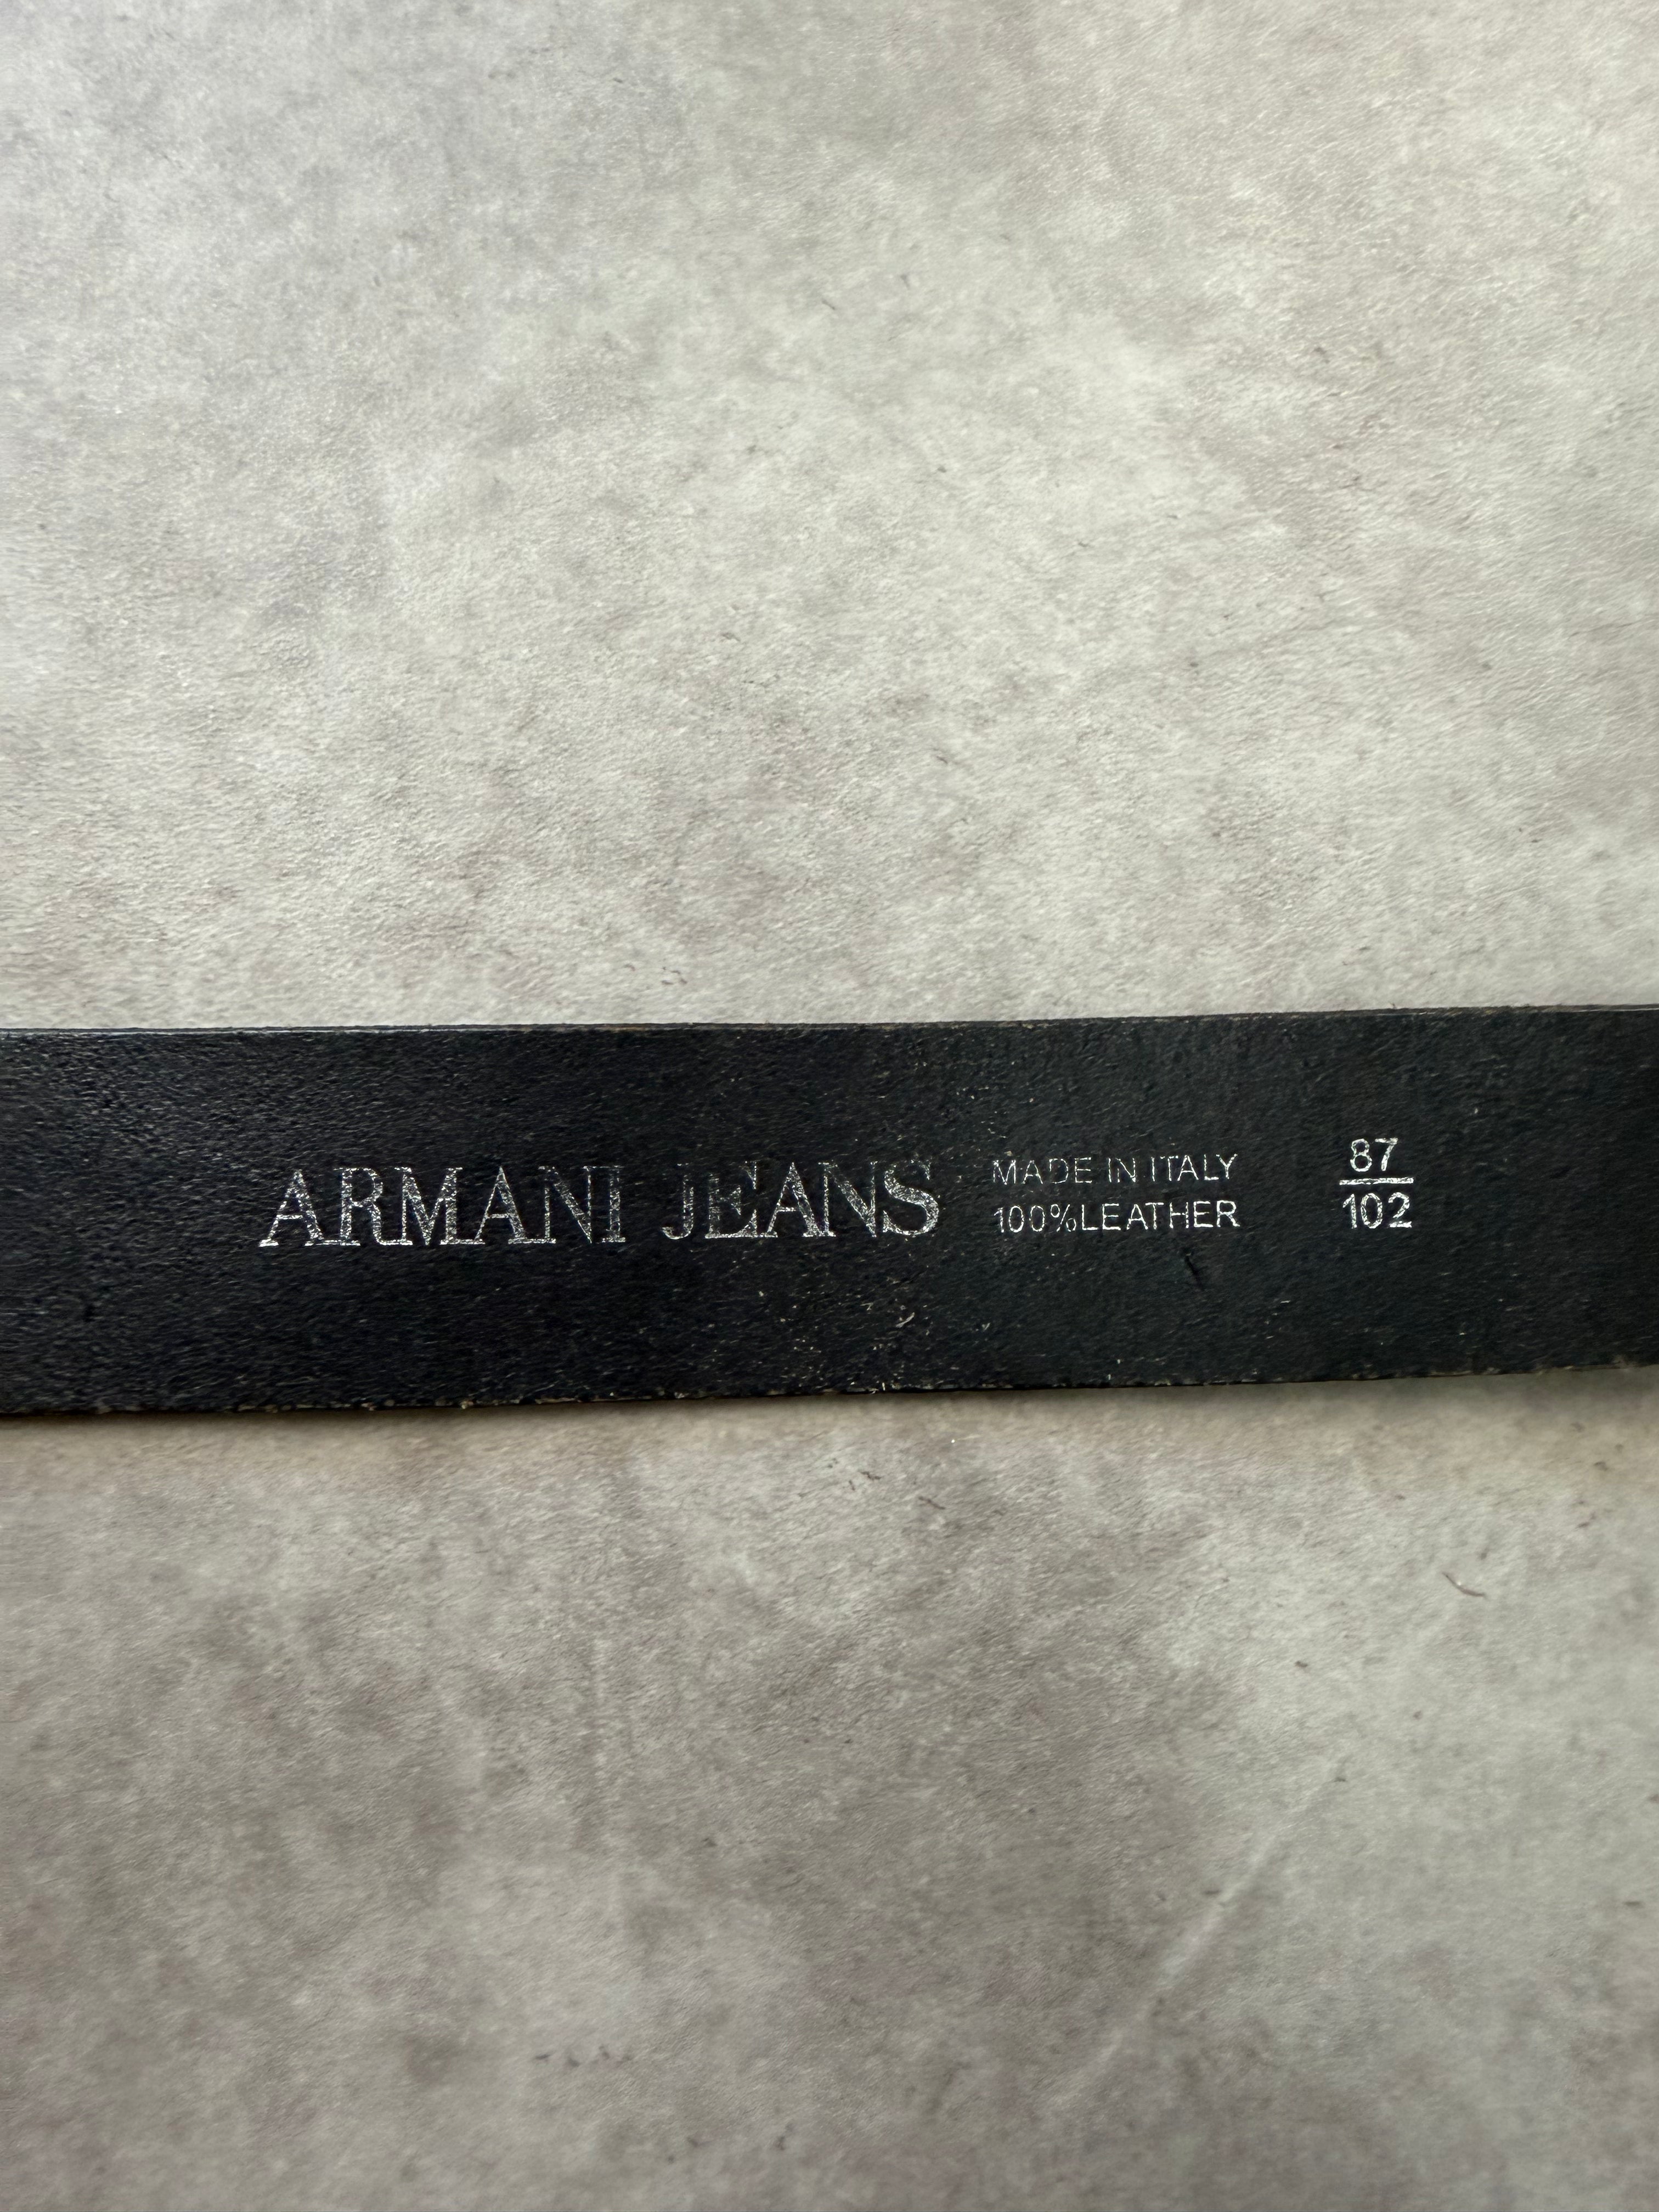 ARMANI JEANS
MADE IN ITALY
100%LEATHER
87
102